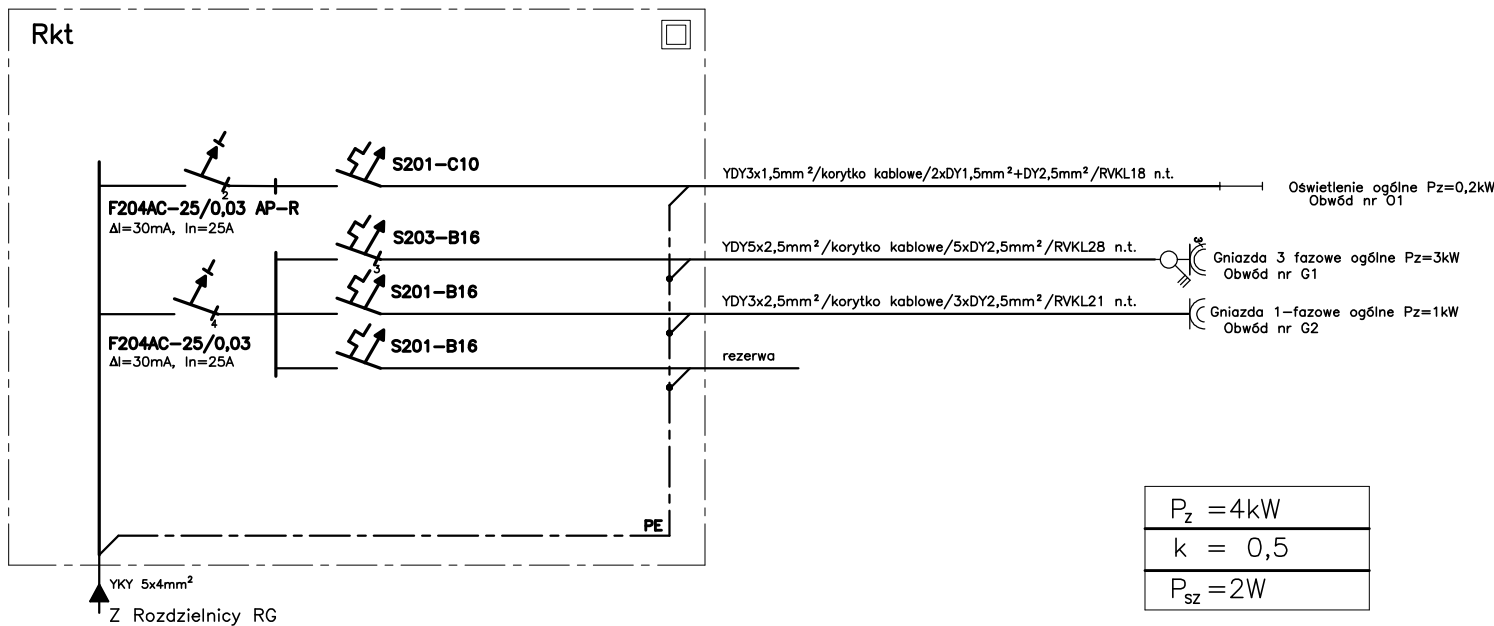 Rkt
S201-C10
YDY3x1,5mm²/korytko kablowe/2xDY1,5mm²+DY2,5mm²/RVKL18 n.t.
Oświetlenie ogólne Pz=0,2kW
Obwód nr O1
2
F204AC-25/0,03 AP-R
ΔI=30mA, In=25A
S203-B16
3
YDY5x2,5mm²/korytko kablowe/5xDY2,5mm²/RVKL28 n.t.
3
Gniazda 3 fazowe ogólne Pz=3kW
Obwód nr G1
S201-B16
YDY3x2,5mm²/korytko kablowe/3xDY2,5mm²/RVKL21 n.t.
Gniazda 1-fazowe ogólne Pz=1kW
Obwód nr G2
4
F204AC-25/0,03
ΔI=30mA, In=25A
S201-B16
rezerwa
PE
YKY 5x4mm²
Z Rozdzielnicy RG
Pz =4kW
k = 0,5
Psz =2W